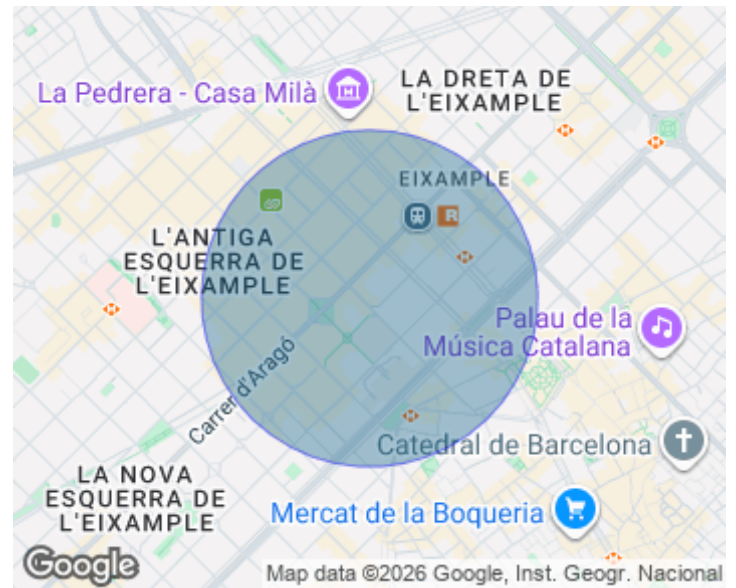 La Pedrera - Casa Milà
LA DRETA DE
L'EIXAMPLE
EIXAMPLE
R
L'ANTIGA
ESQUERRA DE
L'EIXAMPLE
Palau de la
Música Catalana
Carrer d'Aragó
Catedral de Barcelona
LA NOVA
ESQUERRA DE
L'EIXAMPLE
Mercat de la Boqueria
Google
Map data ©2026 Google, Inst. Geogr. Nacional